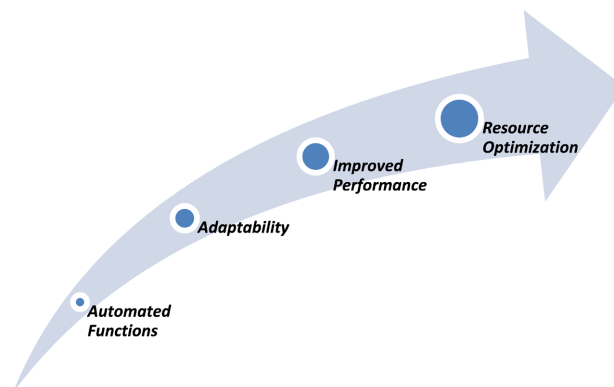 Resource
Optimization
Improved
Performance
Adaptability
Automated
Functions